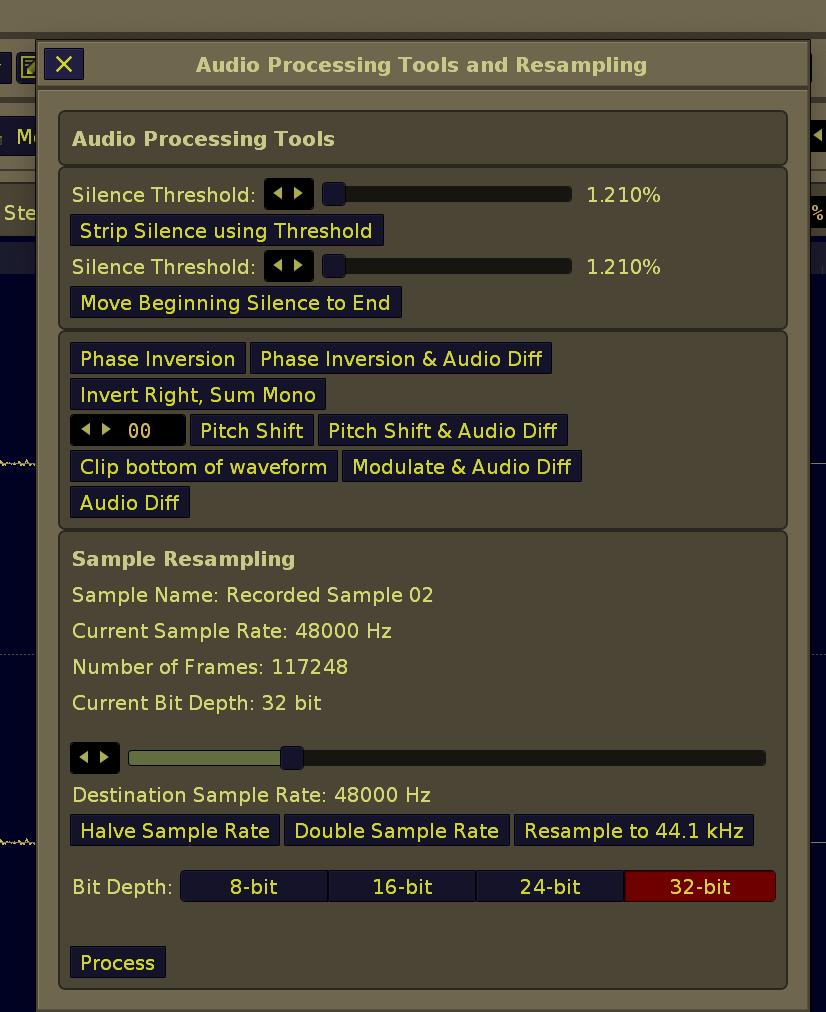 Audio Processing Tools and Resampling
Audio Processing Tools
Silence Threshold: 1.210%
Strip Silence using Threshold
Silence Threshold: 1.210%
Move Beginning Silence to End
Phase Inversion Phase Inversion & Audio Diff
Invert Right, Sum Mono
00 Pitch Shift Pitch Shift & Audio Diff
Clip bottom of waveform Modulate & Audio Diff
Audio Diff
Sample Resampling
Sample Name: Recorded Sample 02
Current Sample Rate: 48000 Hz
Number of Frames: 117248
Current Bit Depth: 32 bit
Destination Sample Rate: 48000 Hz
Halve Sample Rate Double Sample Rate Resample to 44.1 kHz
Bit Depth: 8-bit 16-bit 24-bit 32-bit
Process